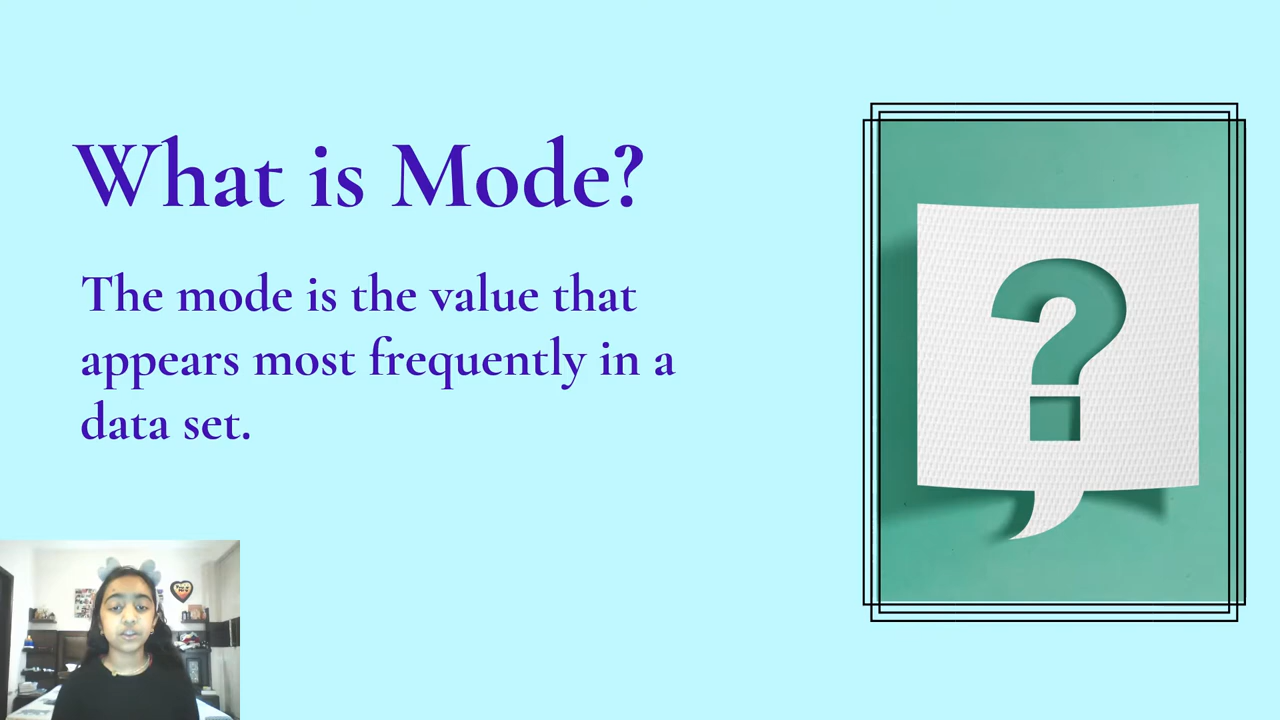 What is Mode?
The mode is the value that
appears most frequently in a
data set.
?